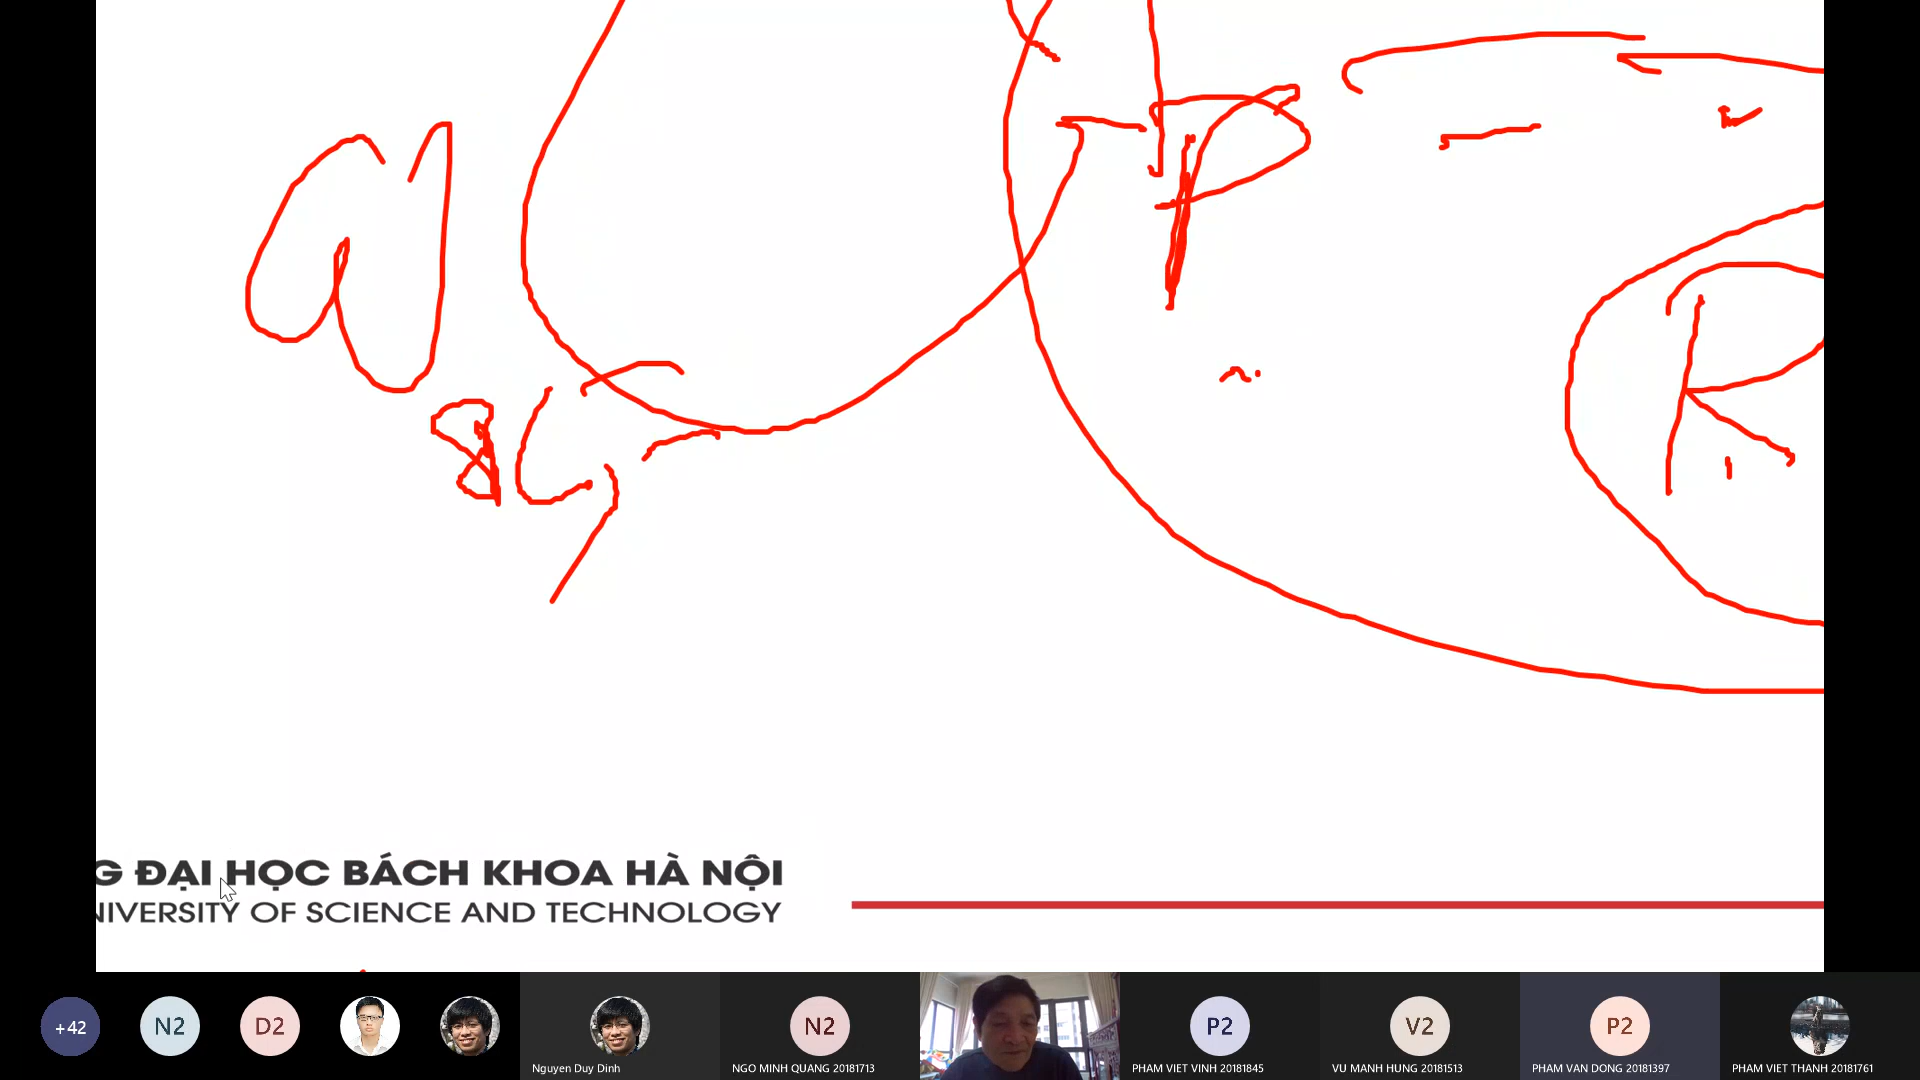 P
R
G ĐẠI HỌC BÁCH KHOA HÀ NỘI
NIVERSITY OF SCIENCE AND TECHNOLOGY
+42
N2
D2
Nguyen Duy Dinh
N2
NGO MINH QUANG 20181713
P2
PHAM VIET VINH 20181845
V2
VU MANH HUNG 20181513
P2
PHAM VAN DONG 20181397
PHAM VIET THANH 20181761